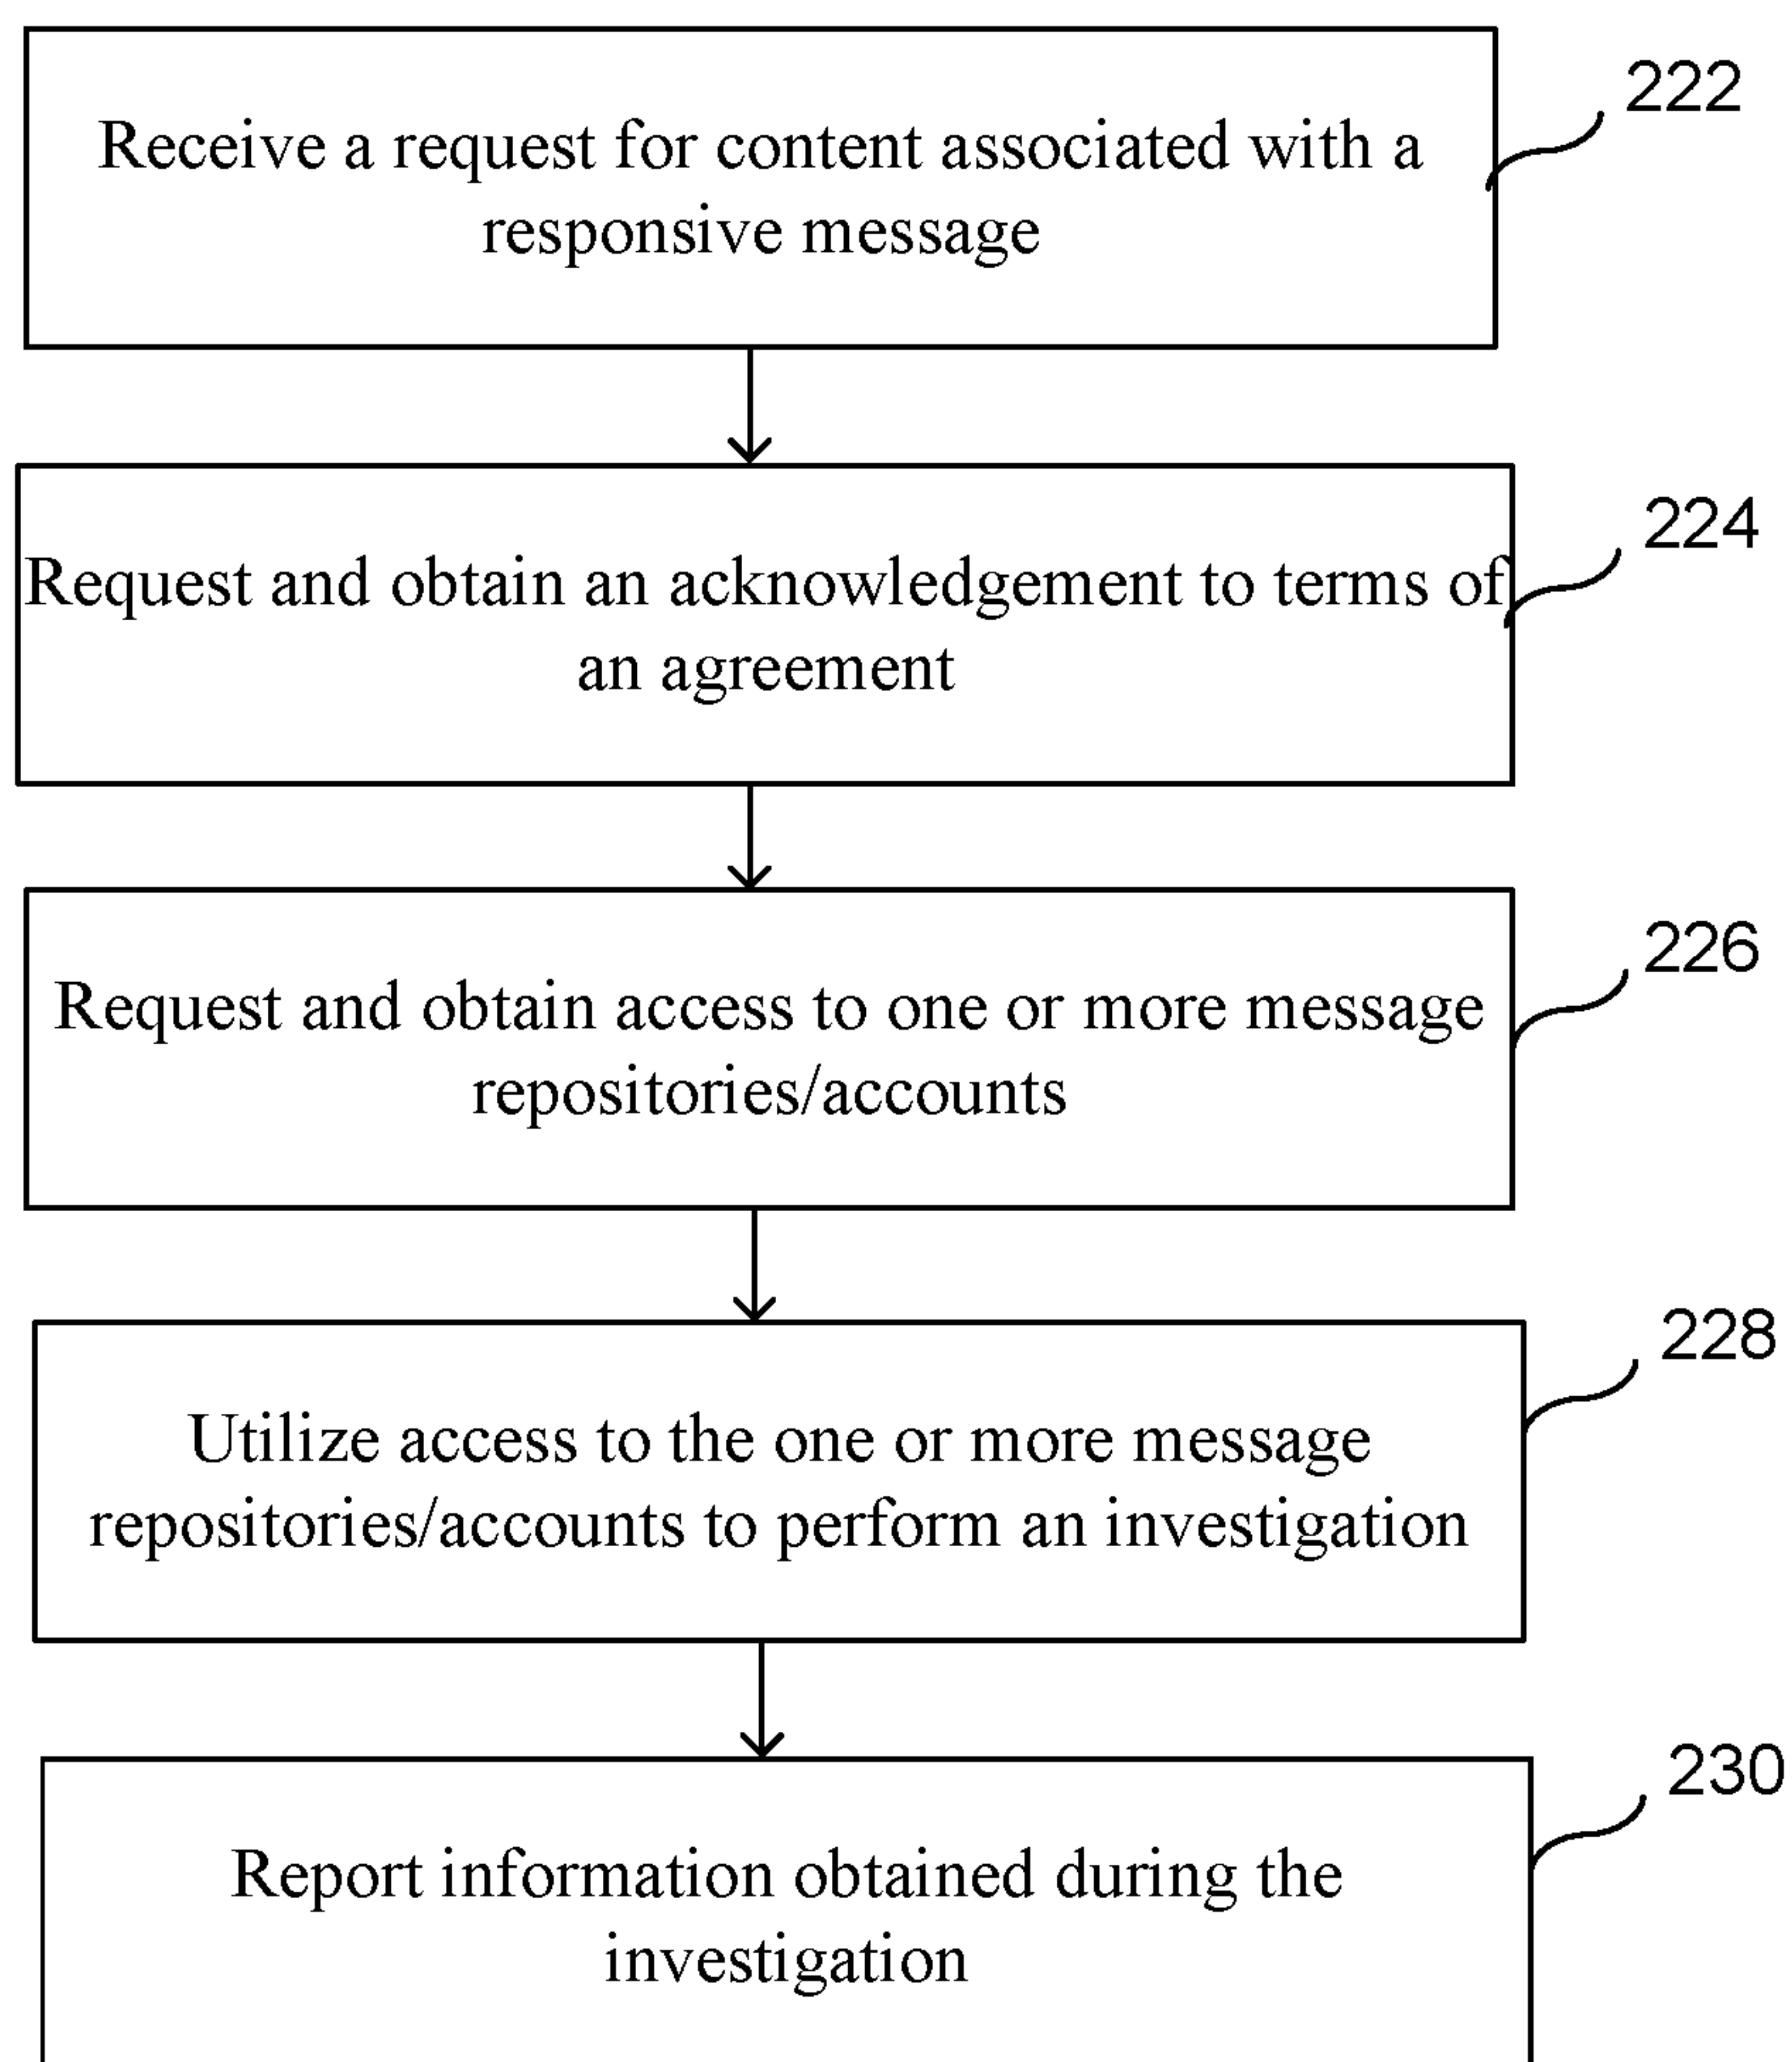 222
Receive a request for content associated with a
responsive message
224
Request and obtain an acknowledgement to terms of
an agreement
226
Request and obtain access to one or more message
repositories/accounts
228
Utilize access to the one or more message
repositories/accounts to perform an investigation
230
Report information obtained during the
investigation